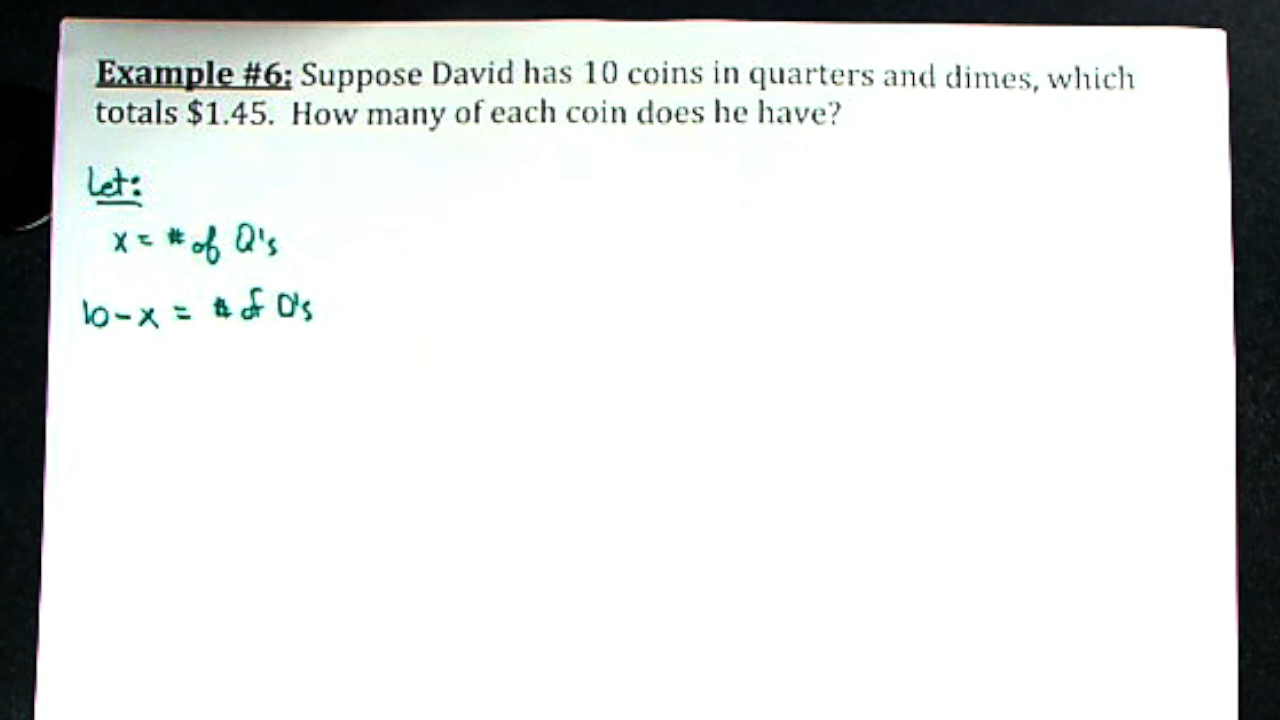 Example #6: Suppose David has 10 coins in quarters and dimes, which
totals $1.45. How many of each coin does he have?
Let:
x = # of Q's
10-x = # of D's